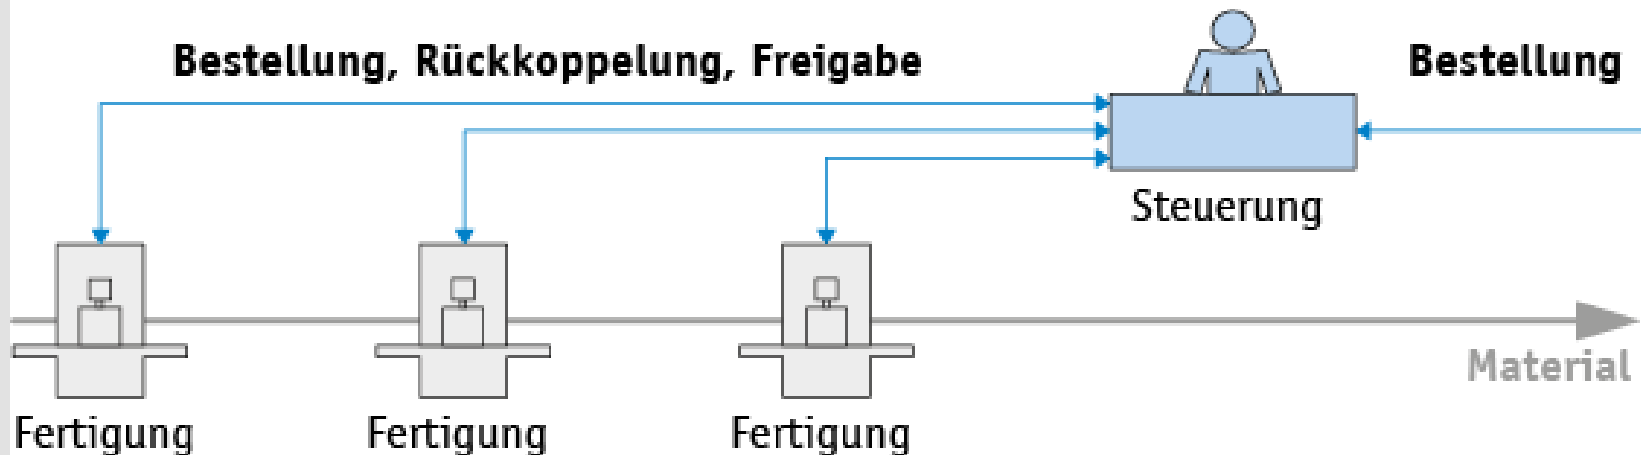 Bestellung, Rückkoppelung, Freigabe
Bestellung
Steuerung
Material
Fertigung
Fertigung
Fertigung